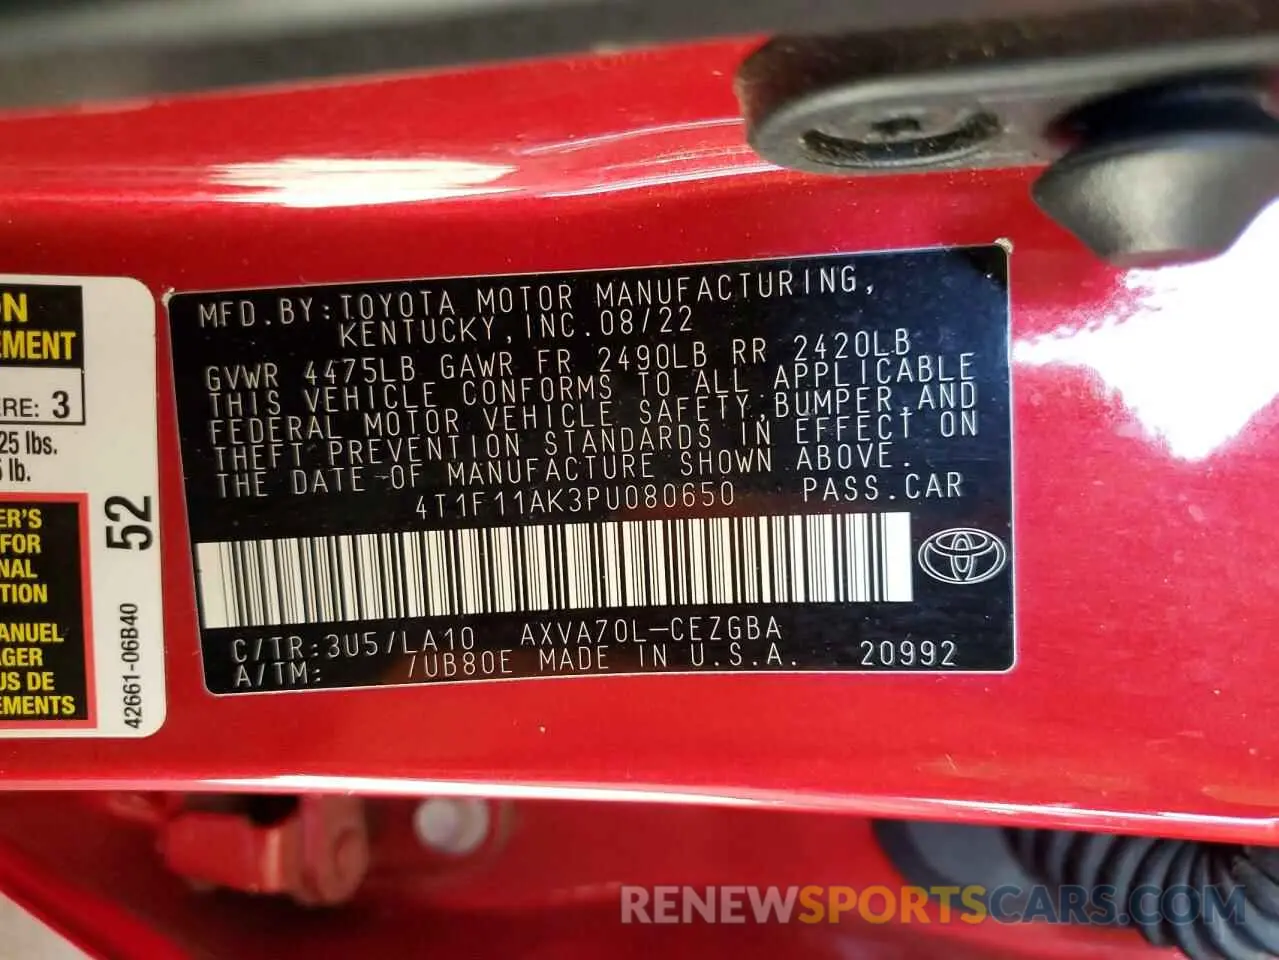 ON
EMENT
ERE: 3
25 lbs.
5 lb.
ER'S
FOR
NAL
TION
ANUEL
AGER
US DE
EMENTS
52
42661-06B40
MFD.BY:TOYOTA MOTOR MANUFACTURING,
KENTUCKY,INC.08/22
GVWR 4475LB GAWR FR 2490LB RR 2420LB
THIS VEHICLE CONFORMS TO ALL APPLICABLE
FEDERAL MOTOR VEHICLE SAFETY,BUMPER,AND
THEFT PREVENTION STANDARDS IN EFFECT ON
THE DATE OF MANUFACTURE SHOWN ABOVE.
4T1F11AK3PU080650 PASS.CAR
C/TR:3U5/LA10 AXVA70L-CEZGBA
A/TM: /UB80E MADE IN U.S.A. 20992
RENEWSPORTSCARS.COM